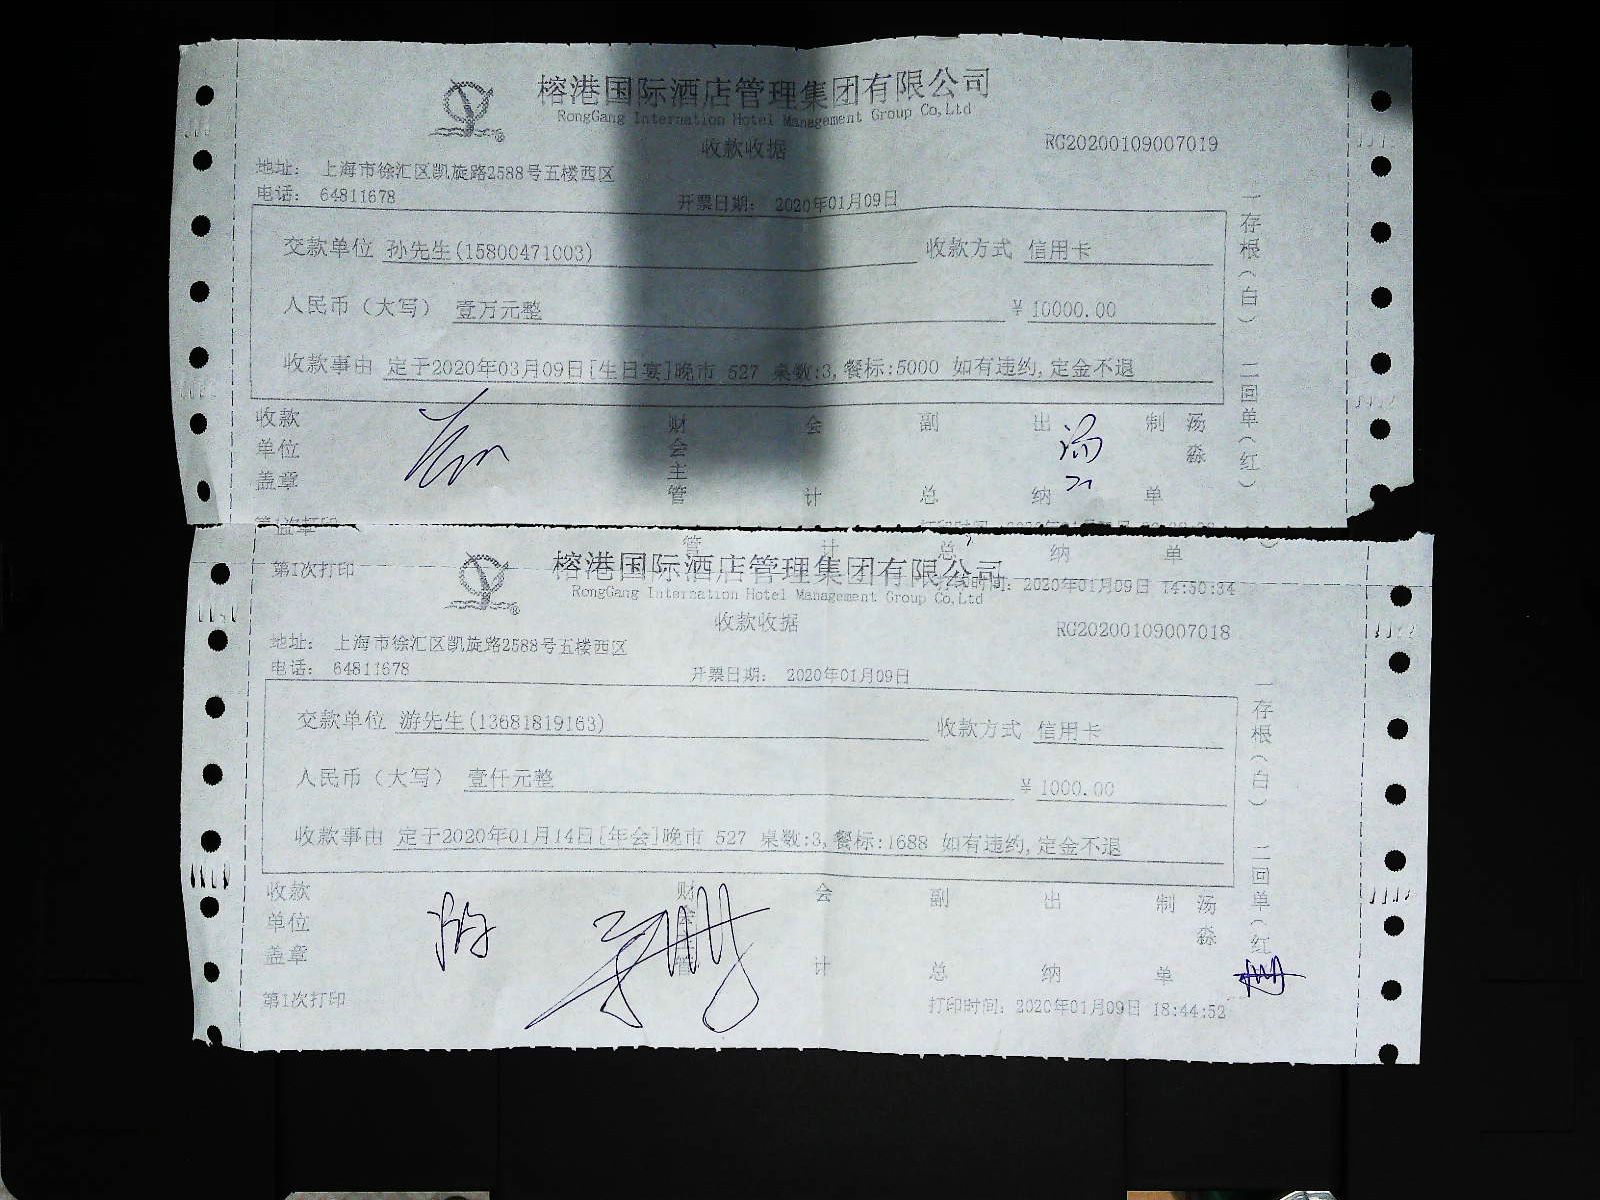 榕港国际酒店管理集团有限公司
RongGang Internation Hotel Management Group Co,Ltd
收款收据
RG20200109007019
地址： 上海市徐汇区凯旋路2588号五楼西区
电话： 64811678
开票日期： 2020年01月09日
交款单位 孙先生(15800471003) 收款方式 信用卡
人民币（大写） 壹万元整 ¥ 10000.00
收款事由 定于2020年03月09日[生日宴]晚市 527 桌数:3,餐标:5000 如有违约,定金不退
一存根（白） 二回单（红）
收款单位盖章 财会主管 会计 副总 出纳 制单 汤淼
第1次打印
管 计 总 纳 单
第1次打印
打印时间： 2020年01月09日 14:50:34
榕港国际酒店管理集团有限公司
RongGang Internation Hotel Management Group Co,Ltd
收款收据
RG20200109007018
地址： 上海市徐汇区凯旋路2588号五楼西区
电话： 64811678
开票日期： 2020年01月09日
交款单位 游先生(13681819163) 收款方式 信用卡
人民币（大写） 壹仟元整 ¥ 1000.00
收款事由 定于2020年01月14日[年会]晚市 527 桌数:3,餐标:1688 如有违约,定金不退
一存根（白） 二回单（红
收款单位盖章 财会主管 会计 副总 出纳 制单 汤淼
第1次打印
打印时间： 2020年01月09日 18:44:52